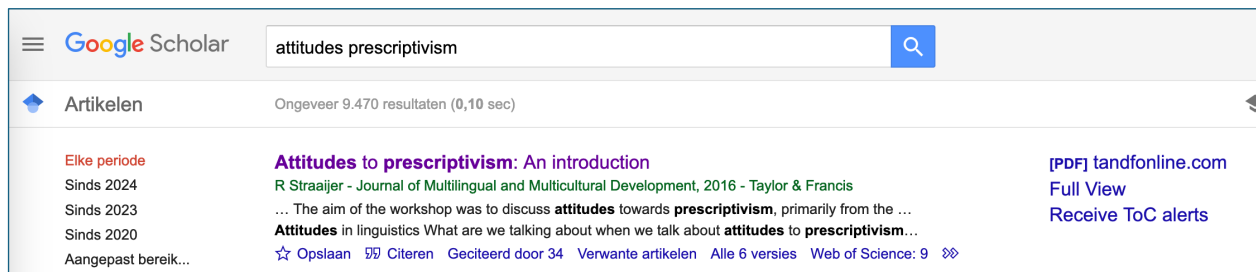 Google Scholar
attitudes prescriptivism
Artikelen
Ongeveer 9.470 resultaten (0,10 sec)
Elke periode
Sinds 2024
Sinds 2023
Sinds 2020
Aangepast bereik...
Attitudes to prescriptivism: An introduction
R Straaijer - Journal of Multilingual and Multicultural Development, 2016 - Taylor & Francis
… The aim of the workshop was to discuss attitudes towards prescriptivism, primarily from the …
Attitudes in linguistics What are we talking about when we talk about attitudes to prescriptivism…
Opslaan Citeren Geciteerd door 34 Verwante artikelen Alle 6 versies Web of Science: 9
[PDF] tandfonline.com
Full View
Receive ToC alerts